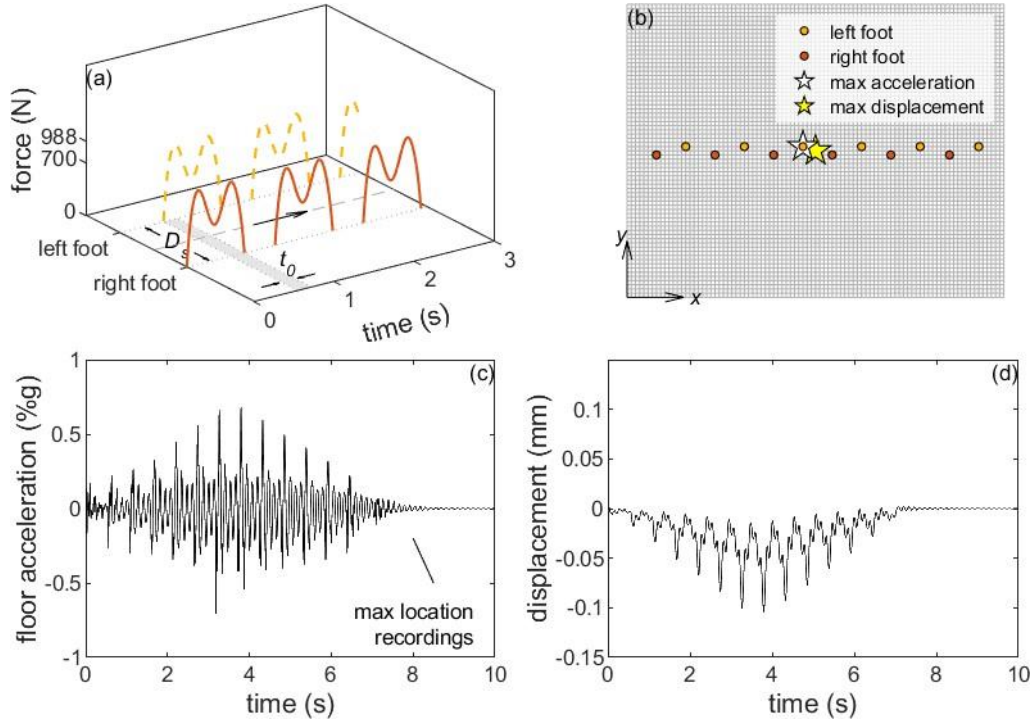 (a)
force (N)
988
700
0
left foot
right foot
D_s
t_0
0
1
2
3
time (s)
(b)
left foot
right foot
max acceleration
max displacement
y
x
(c)
floor acceleration (%g)
1
0.5
0
-0.5
-1
max location
recordings
0 2 4 6 8 10
time (s)
(d)
displacement (mm)
0.1
0.05
0
-0.05
-0.1
-0.15
0 2 4 6 8 10
time (s)